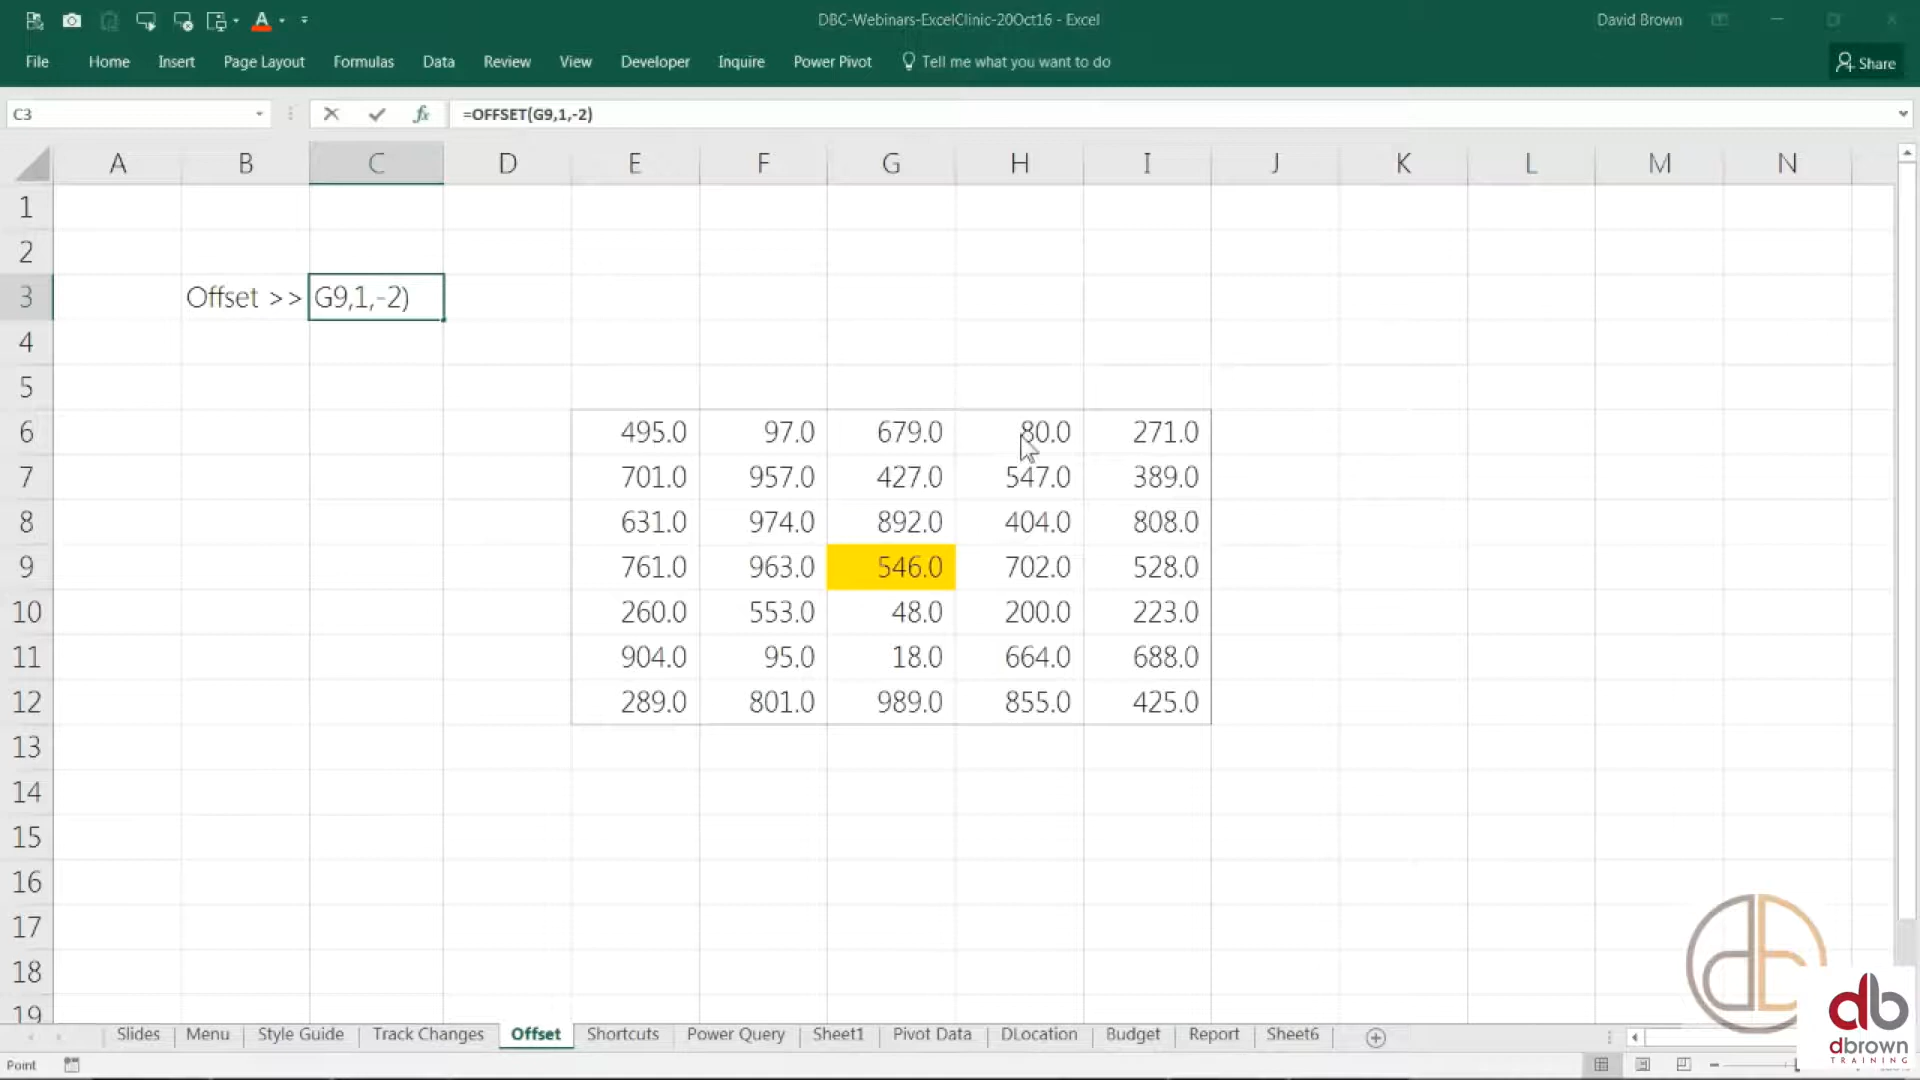 DBC-Webinars-ExcelClinic-20Oct16 - Excel
David Brown
File Home Insert Page Layout Formulas Data Review View Developer Inquire Power Pivot Tell me what you want to do Share
C3 =OFFSET(G9,1,-2)
A B C D E F G H I J K L M N
1
2
3 Offset >> G9,1,-2)
4
5
6 495.0 97.0 679.0 80.0 271.0
7 701.0 957.0 427.0 547.0 389.0
8 631.0 974.0 892.0 404.0 808.0
9 761.0 963.0 546.0 702.0 528.0
10 260.0 553.0 48.0 200.0 223.0
11 904.0 95.0 18.0 664.0 688.0
12 289.0 801.0 989.0 855.0 425.0
13
14
15
16
17
18
19
Slides Menu Style Guide Track Changes Offset Shortcuts Power Query Sheet1 Pivot Data DLocation Budget Report Sheet6
Point
db
db
dbrown
TRAINING